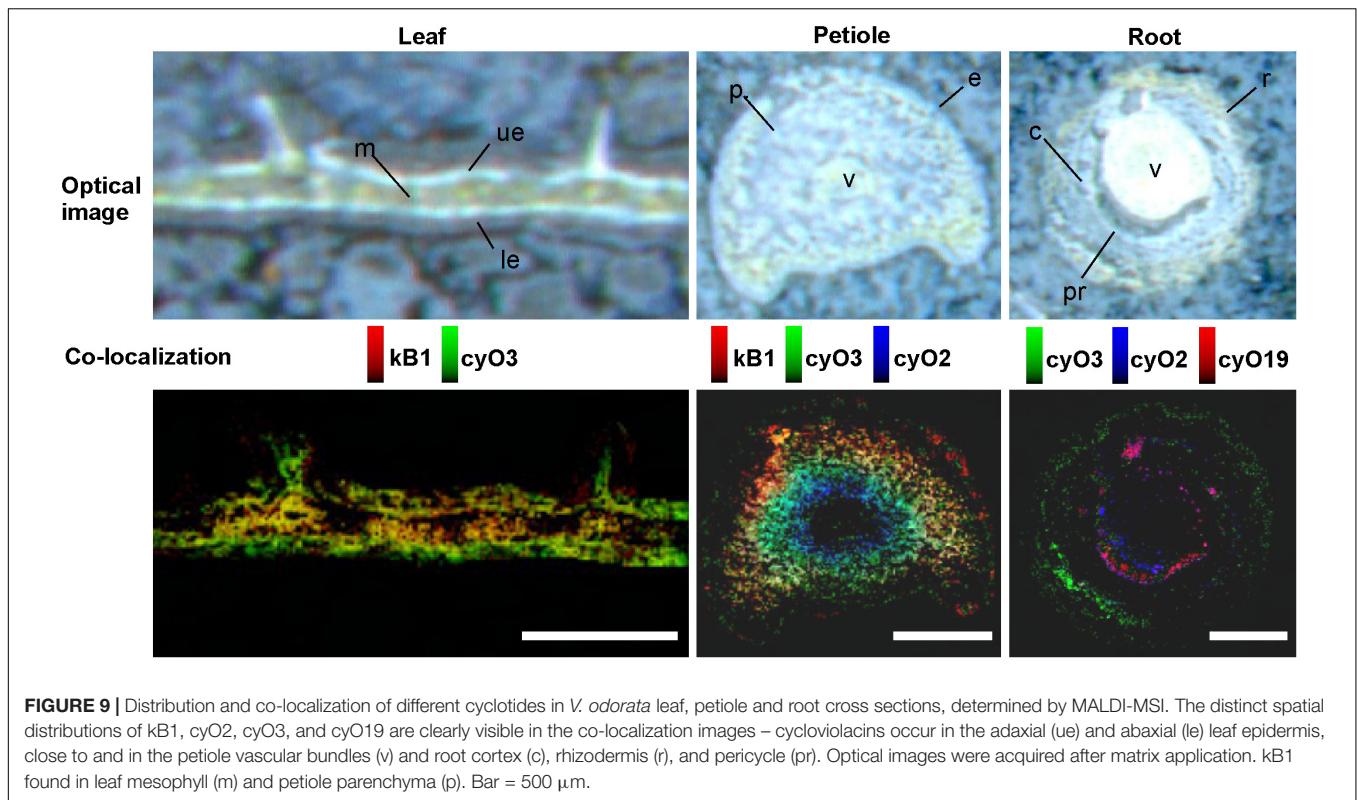 Leaf Petiole Root
Optical image
m
ue
le
p
e
v
r
c
v
pr
Co-localization
kB1 cyO3
kB1 cyO3 cyO2
cyO3 cyO2 cyO19
FIGURE 9 | Distribution and co-localization of different cyclotides in V. odorata leaf, petiole and root cross sections, determined by MALDI-MSI. The distinct spatial
distributions of kB1, cyO2, cyO3, and cyO19 are clearly visible in the co-localization images – cycloviolacins occur in the adaxial (ue) and abaxial (le) leaf epidermis,
close to and in the petiole vascular bundles (v) and root cortex (c), rhizodermis (r), and pericycle (pr). Optical images were acquired after matrix application. kB1
found in leaf mesophyll (m) and petiole parenchyma (p). Bar = 500 μm.